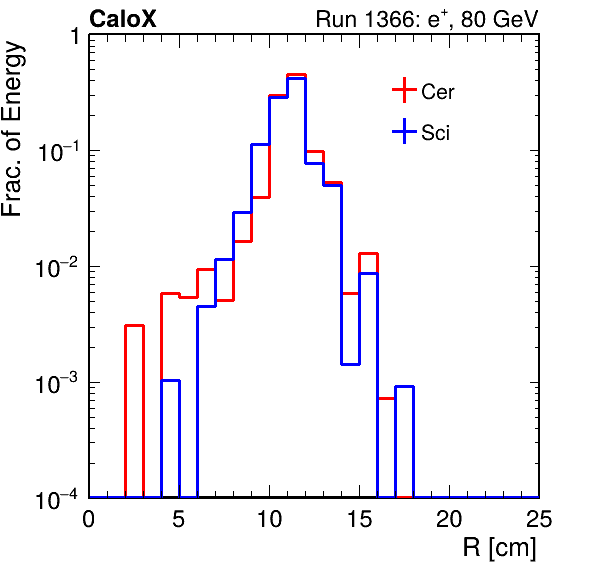 CaloX Run 1366: e⁺, 80 GeV
Frac. of Energy
1
10⁻¹
10⁻²
10⁻³
10⁻⁴
Cer
Sci
0 5 10 15 20 25
R [cm]